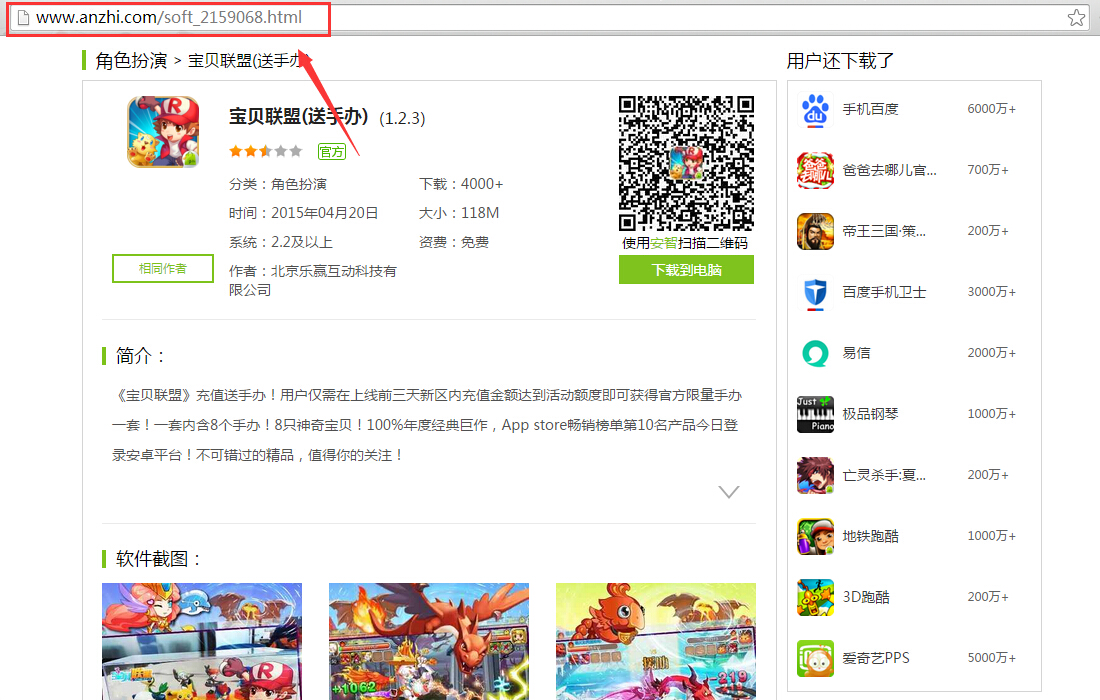 www.anzhi.com/soft_2159068.html
角色扮演 > 宝贝联盟(送手办)
宝贝联盟(送手办) (1.2.3)
官方
分类：角色扮演
下载：4000+
时间：2015年04月20日
大小：118M
系统：2.2及以上
资费：免费
作者：北京乐赢互动科技有
限公司
相同作者
使用安智扫描二维码
下载到电脑
简介：
《宝贝联盟》充值送手办！用户仅需在上线前三天新区内充值金额达到活动额度即可获得官方限量手办
一套！一套内含8个手办！8只神奇宝贝！100%年度经典巨作，App store畅销榜单第10名产品今日登
录安卓平台！不可错过的精品，值得你的关注！
软件截图：
+1062
-219
用户还下载了
du
手机百度 6000万+
爸爸去哪儿
爸爸去哪儿官... 700万+
帝王三国·策... 200万+
百度手机卫士 3000万+
易信 2000万+
Just
Piano
极品钢琴 1000万+
亡灵杀手:夏... 200万+
地铁跑酷 1000万+
3D跑酷 200万+
爱奇艺PPS 5000万+